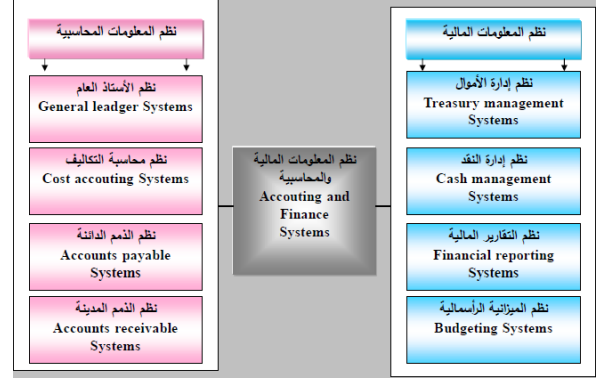 نظم المعلومات المحاسبية
نظم الأستاذ العام
General leadger Systems
نظم محاسبة التكاليف
Cost accouting Systems
نظم الذمم الدائنة
Accounts payable
Systems
نظم الذمم المدينة
Accounts receivable
Systems
نظم المعلومات المالية
والمحاسبية
Accouting and
Finance
Systems
نظم المعلومات المالية
نظم إدارة الأموال
Treasury management
Systems
نظم إدارة النقد
Cash management
Systems
نظم التقارير المالية
Financial reporting
Systems
نظم الميزانية الرأسمالية
Budgeting Systems